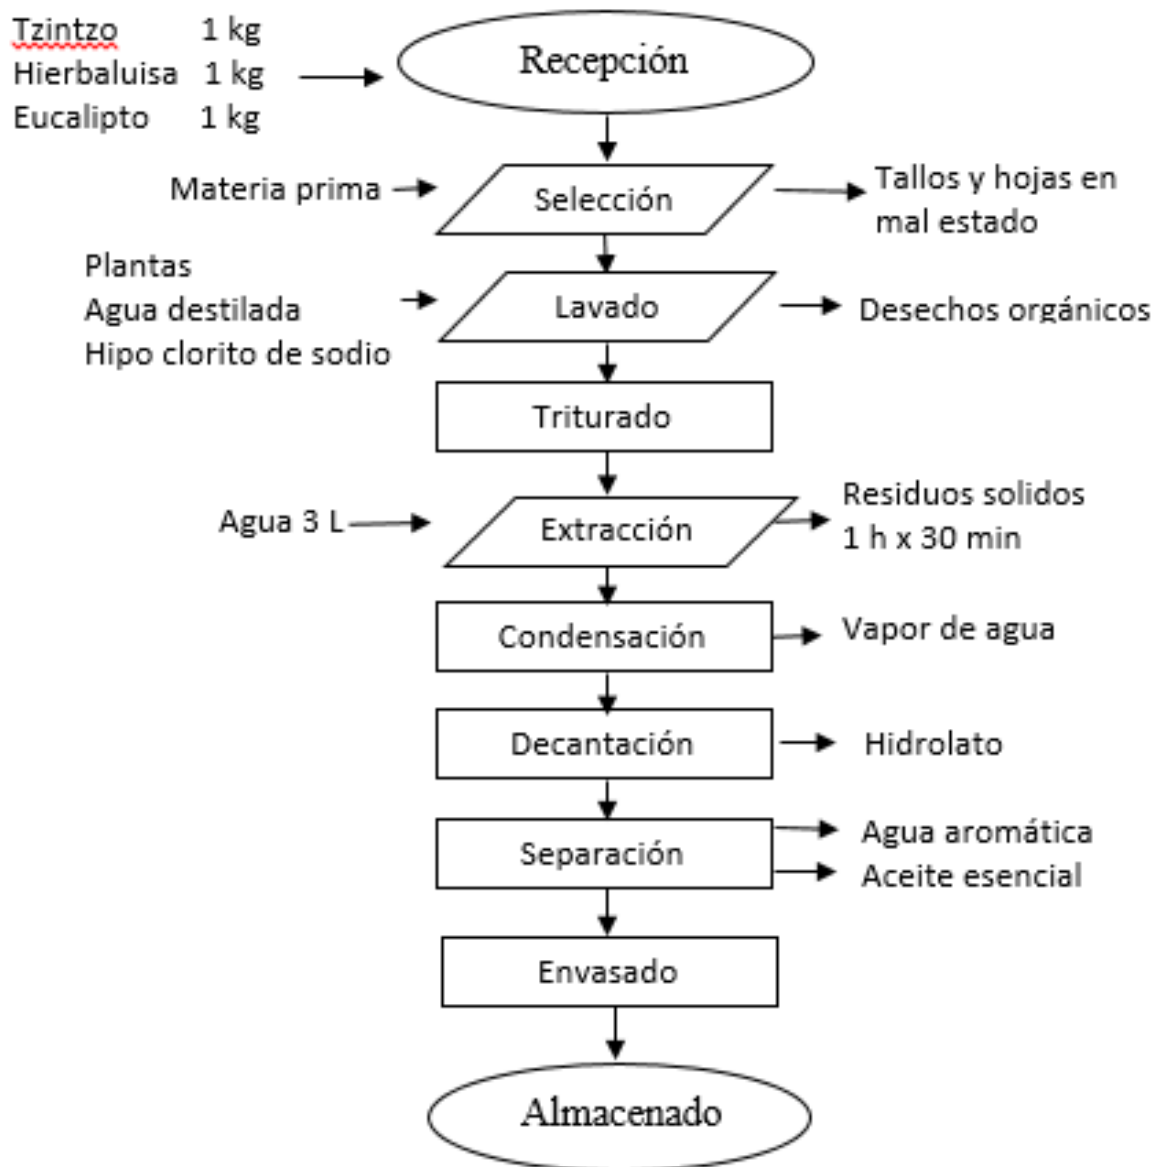 Tzintzo 1 kg
Hierbaluisa 1 kg
Eucalipto 1 kg
Recepción
Materia prima
Selección
Tallos y hojas en
mal estado
Plantas
Agua destilada
Hipo clorito de sodio
Lavado
Desechos orgánicos
Triturado
Agua 3 L
Extracción
Residuos solidos
1 h x 30 min
Condensación
Vapor de agua
Decantación
Hidrolato
Separación
Agua aromática
Aceite esencial
Envasado
Almacenado